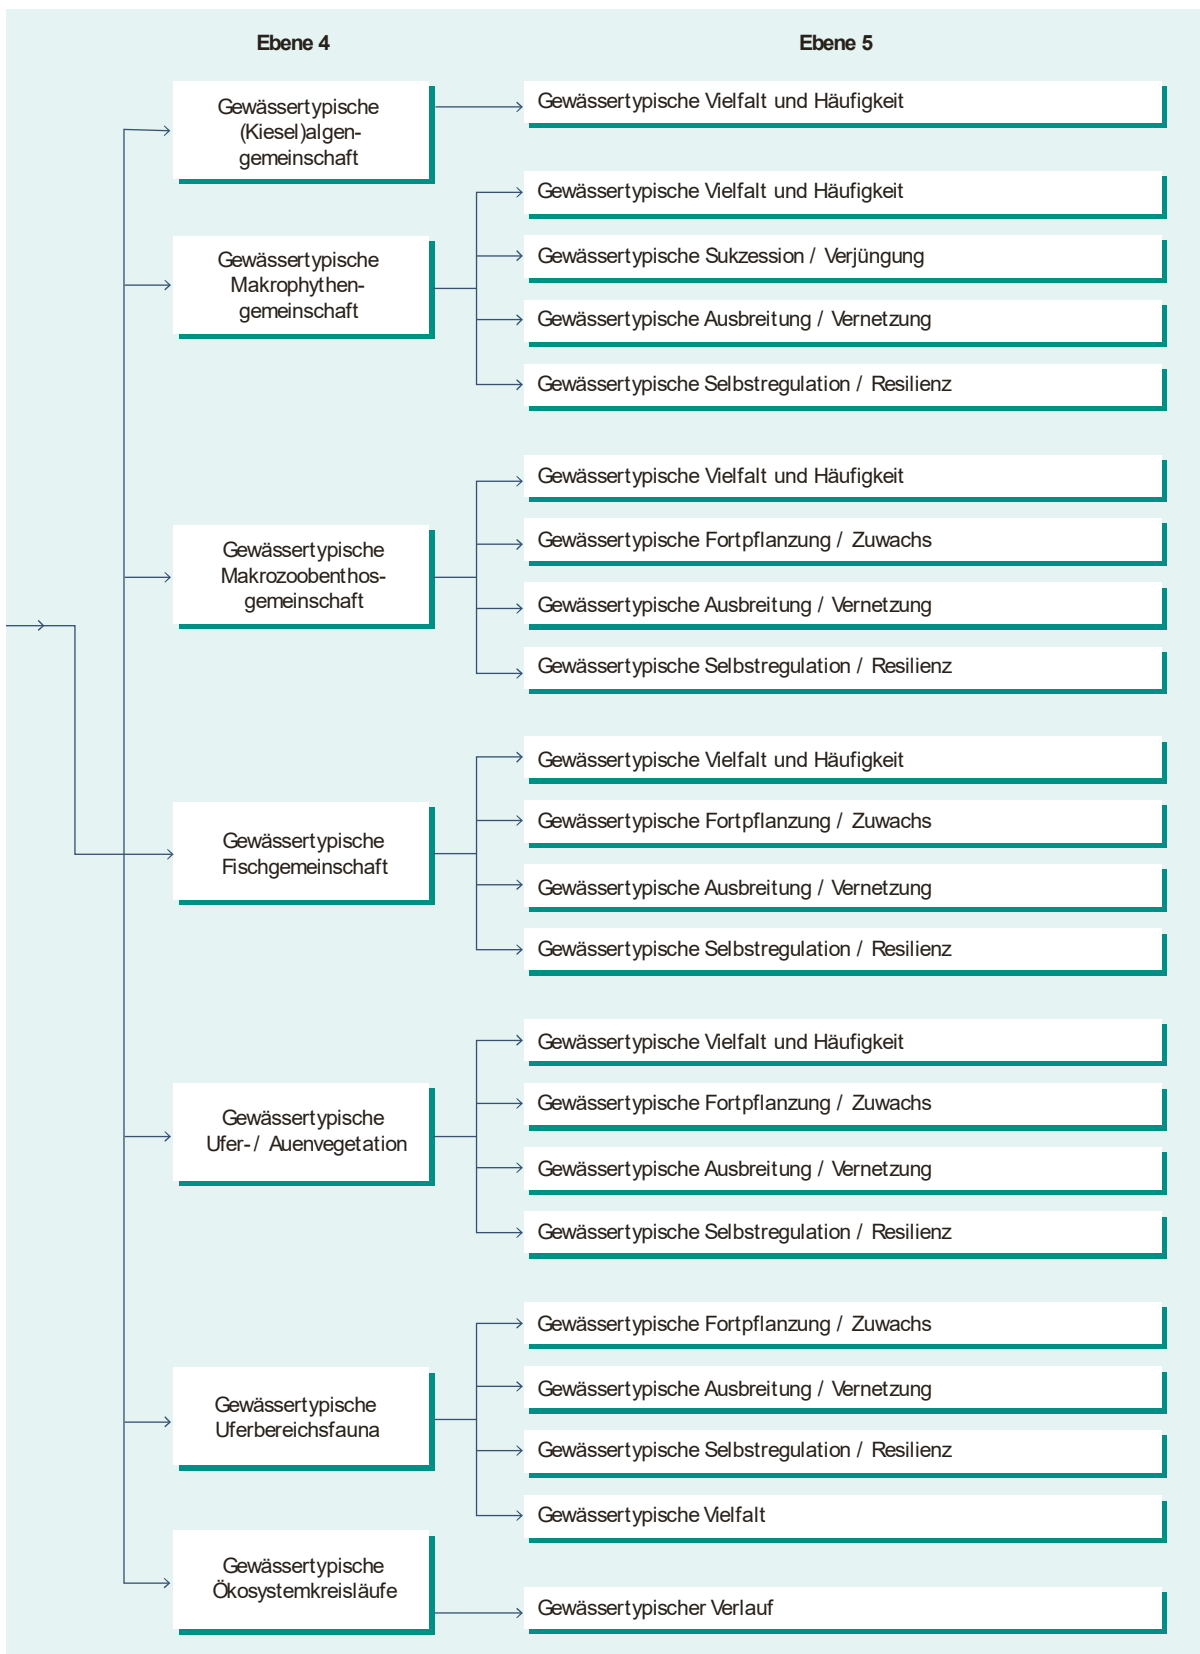 Ebene 4
Ebene 5
Gewässertypische
(Kiesel)algen-
gemeinschaft
Gewässertypische Vielfalt und Häufigkeit
Gewässertypische
Makrophythen-
gemeinschaft
Gewässertypische Vielfalt und Häufigkeit
Gewässertypische Sukzession / Verjüngung
Gewässertypische Ausbreitung / Vernetzung
Gewässertypische Selbstregulation / Resilienz
Gewässertypische
Makrozoobenthos-
gemeinschaft
Gewässertypische Vielfalt und Häufigkeit
Gewässertypische Fortpflanzung / Zuwachs
Gewässertypische Ausbreitung / Vernetzung
Gewässertypische Selbstregulation / Resilienz
Gewässertypische
Fischgemeinschaft
Gewässertypische Vielfalt und Häufigkeit
Gewässertypische Fortpflanzung / Zuwachs
Gewässertypische Ausbreitung / Vernetzung
Gewässertypische Selbstregulation / Resilienz
Gewässertypische
Ufer- / Auenvegetation
Gewässertypische Vielfalt und Häufigkeit
Gewässertypische Fortpflanzung / Zuwachs
Gewässertypische Ausbreitung / Vernetzung
Gewässertypische Selbstregulation / Resilienz
Gewässertypische
Uferbereichsfauna
Gewässertypische Fortpflanzung / Zuwachs
Gewässertypische Ausbreitung / Vernetzung
Gewässertypische Selbstregulation / Resilienz
Gewässertypische Vielfalt
Gewässertypische
Ökosystemkreisläufe
Gewässertypischer Verlauf